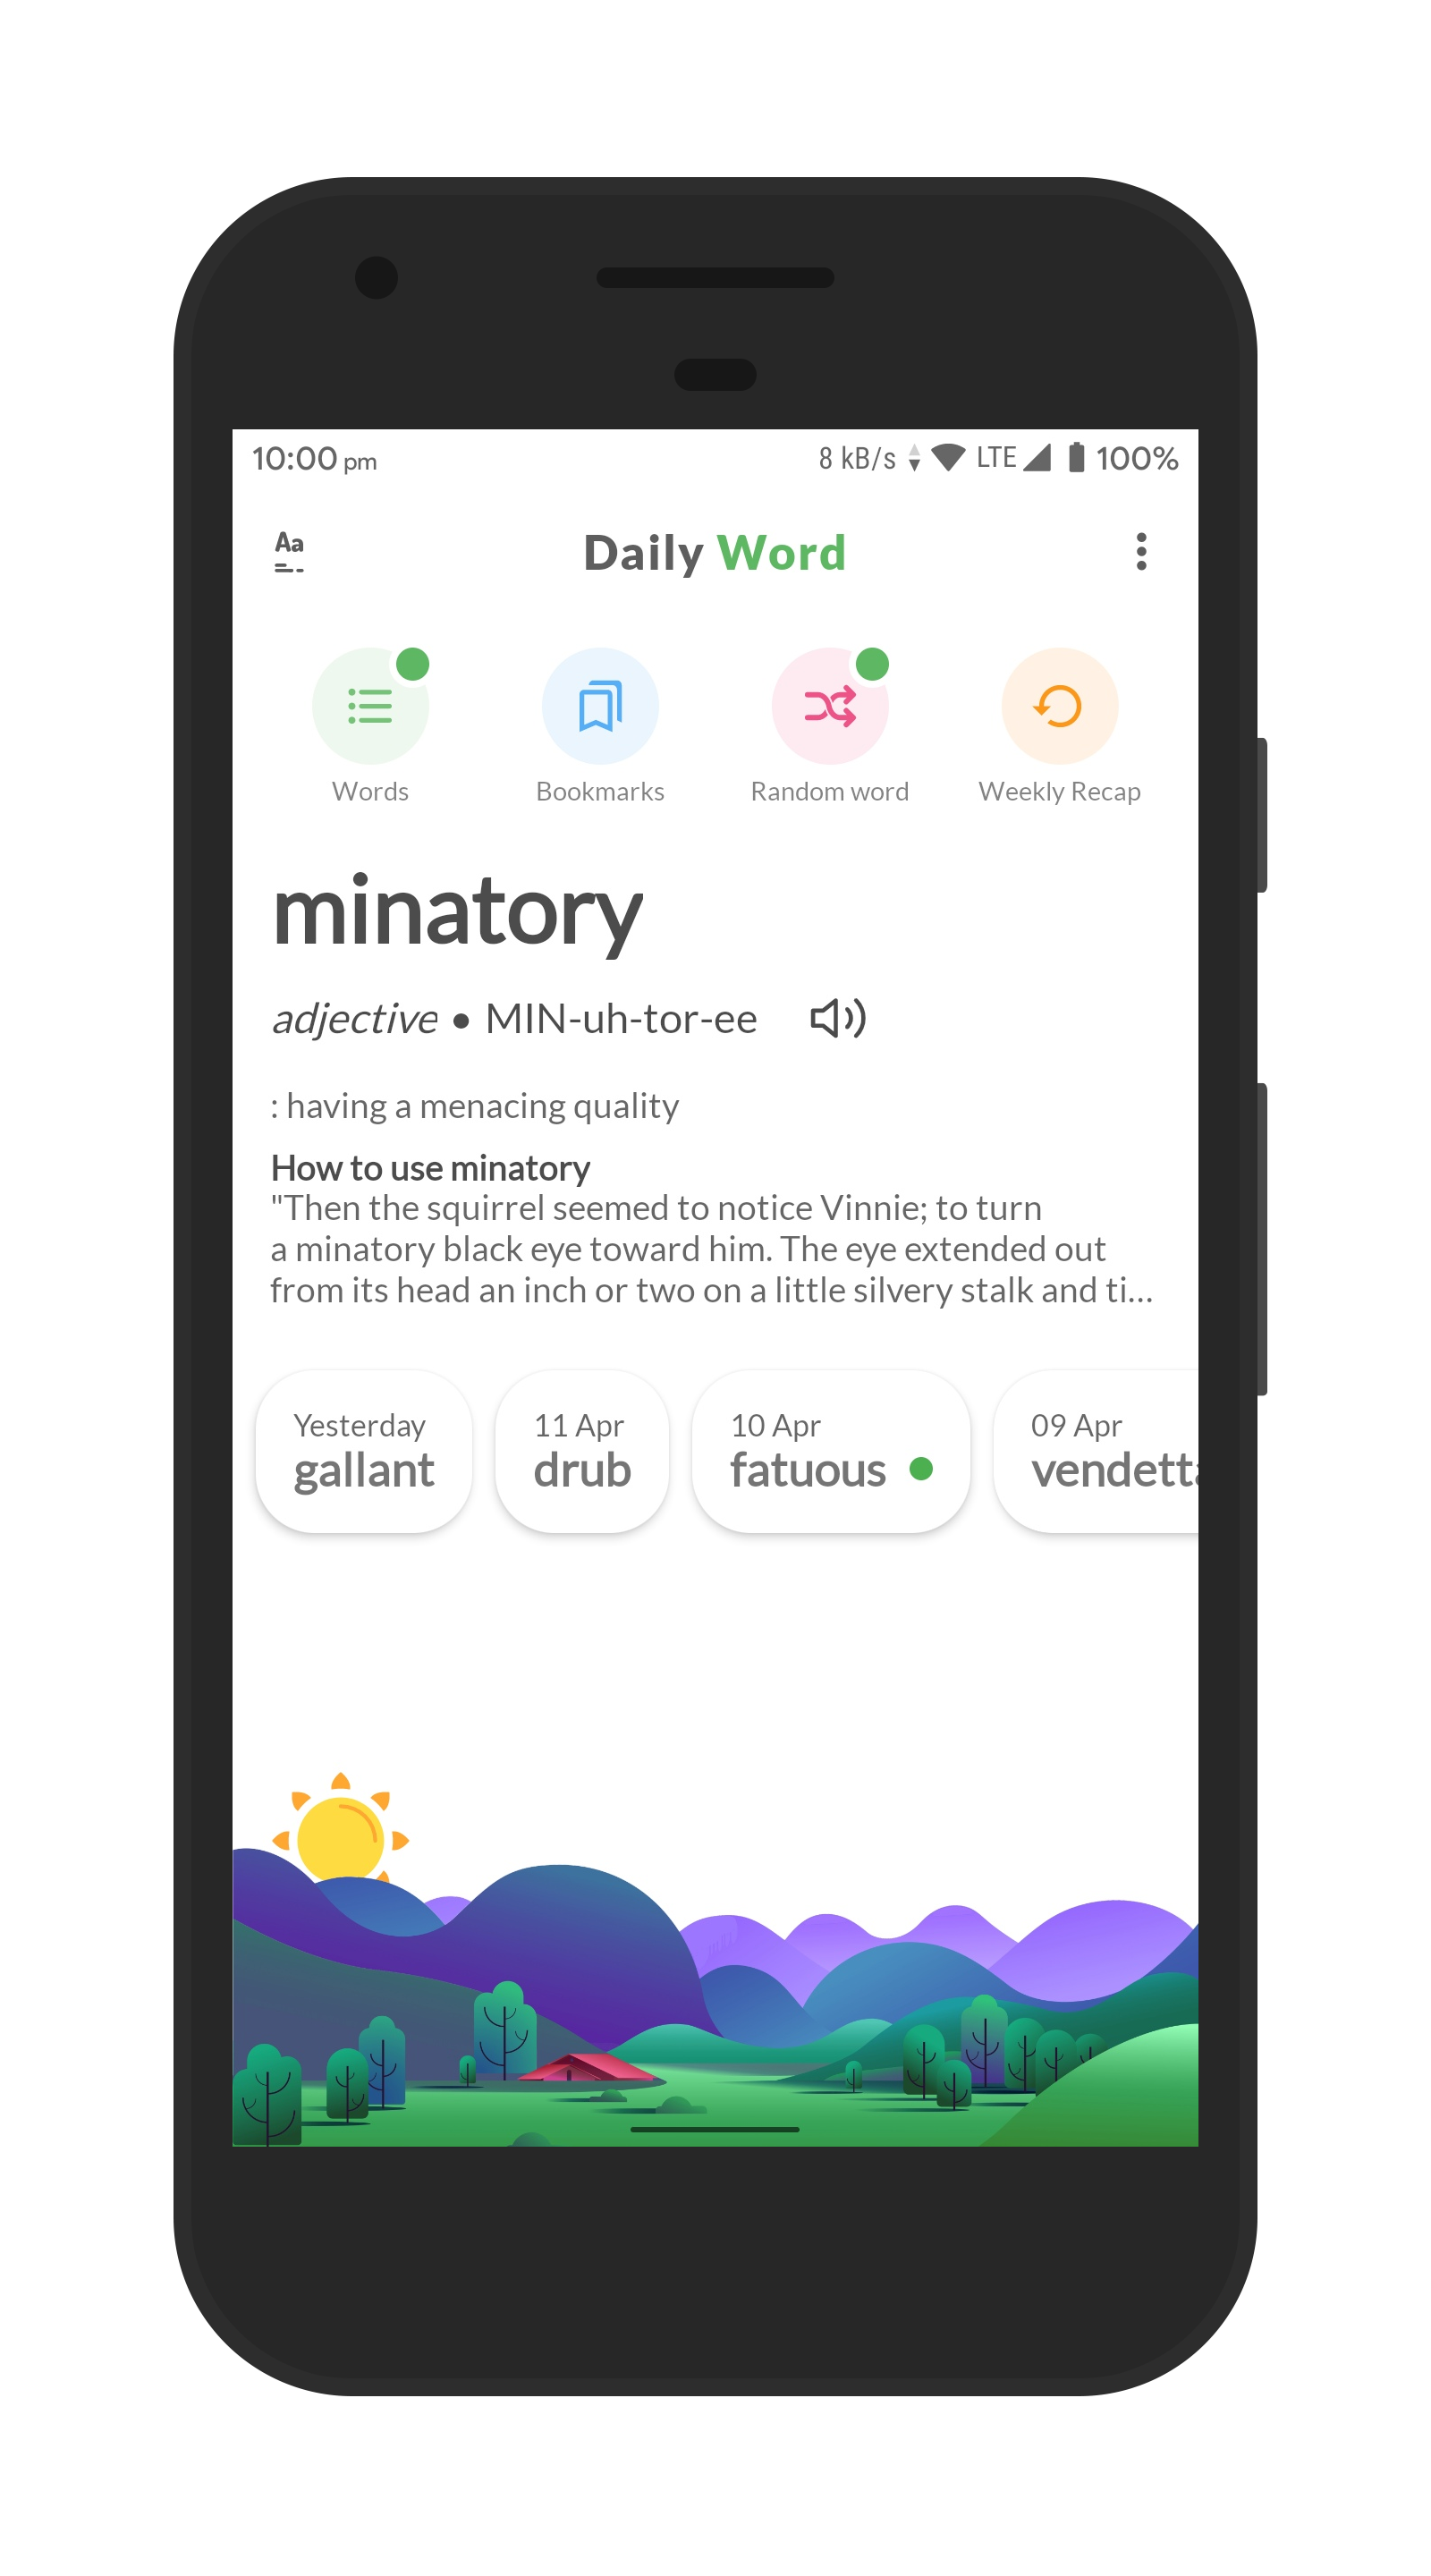 10:00 pm 8 kB/s LTE 100%
Aa
Daily Word
Words Bookmarks Random word Weekly Recap
minatory
adjective • MIN-uh-tor-ee
: having a menacing quality
How to use minatory
"Then the squirrel seemed to notice Vinnie; to turn
a minatory black eye toward him. The eye extended out
from its head an inch or two on a little silvery stalk and ti...
Yesterday 11 Apr 10 Apr 09 Apr
gallant drub fatuous vendetta